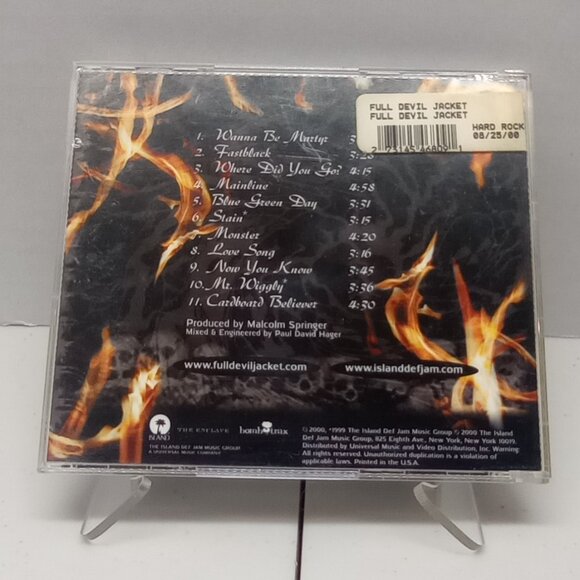 FULL DEVIL JACKET
FULL DEVIL JACKET
HARD ROCK
08/25/00
1. Wanna Be Martyr
2. Fastblack 3:28
3. Where Did You Go? 4:15
4. Mainline 4:58
5. Blue Green Day 3:31
6. Stain* 3:15
7. Monster 4:20
8. Love Song 3:16
9. Now You Know 3:45
10. Mr. Wiggly* 3:36
11. Cardboard Believer 4:30
Produced by Malcolm Springer
Mixed & Engineered by Paul David Hager
www.fulldeviljacket.com www.islanddefjam.com
ISLAND
THE ISLAND DEF JAM MUSIC GROUP
A UNIVERSAL MUSIC COMPANY
THE ENCLAVE
bombtrax
℗ 2000, *1999 The Island Def Jam Music Group © 2000 The Island
Def Jam Music Group, 825 Eighth Ave., New York, New York 10019.
Distributed by Universal Music and Video Distribution, Inc. Warning:
All rights reserved. Unauthorized duplication is a violation of
applicable laws. Printed in the U.S.A.